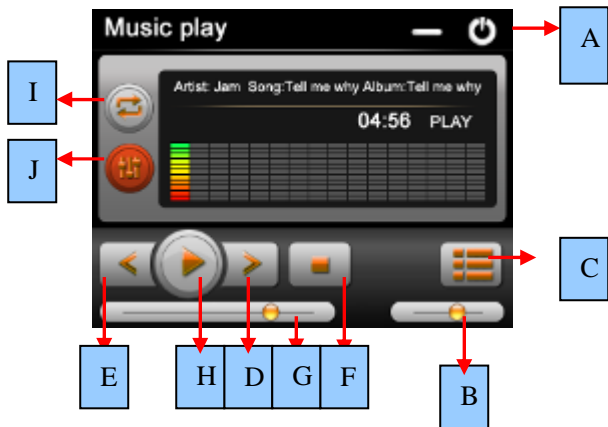 Music play
A
I
Artist: Jam Song:Tell me why Album:Tell me why
04:56 PLAY
J
C
E
H
D
G
F
B